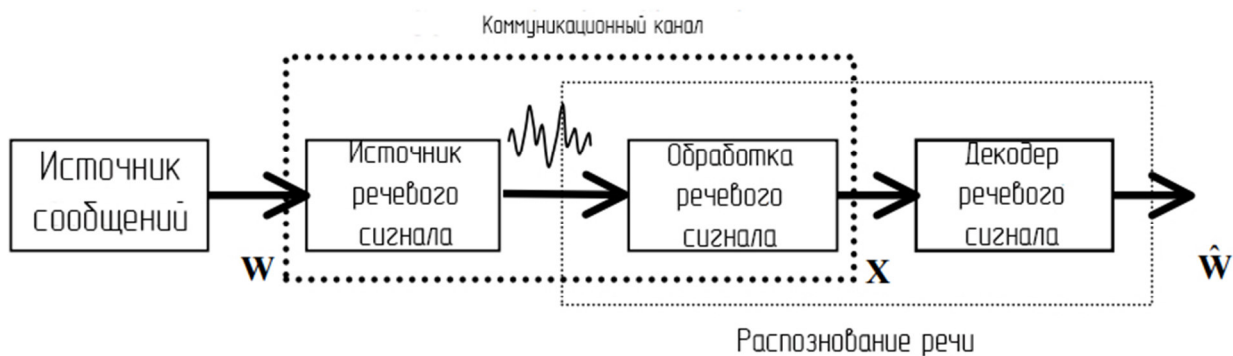 Коммуникационный канал
Источник
сообщений
Источник
речевого
сигнала
Обработка
речевого
сигнала
Декодер
речевого
сигнала
W
X
Ŵ
Распознование речи